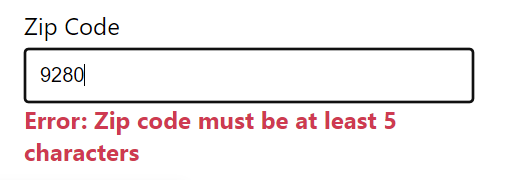 Zip Code
9280
Error: Zip code must be at least 5
characters